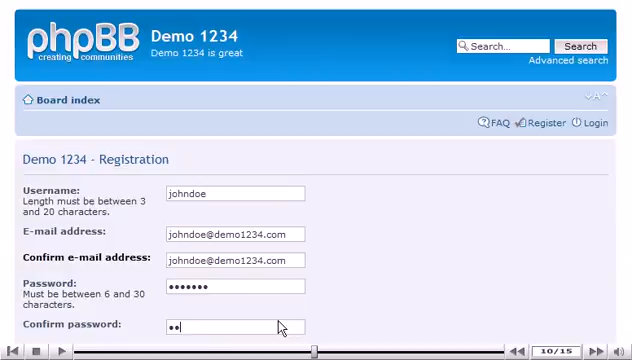 phpBB
creating communities
Demo 1234
Demo 1234 is great
Search...
Search
Advanced search
Board index
A
FAQ
Register
Login
Demo 1234 - Registration
Username:
Length must be between 3
and 20 characters.
johndoe
E-mail address:
johndoe@demo1234.com
Confirm e-mail address:
johndoe@demo1234.com
Password:
Must be between 6 and 30
characters.
•••••••
Confirm password:
••
10/15